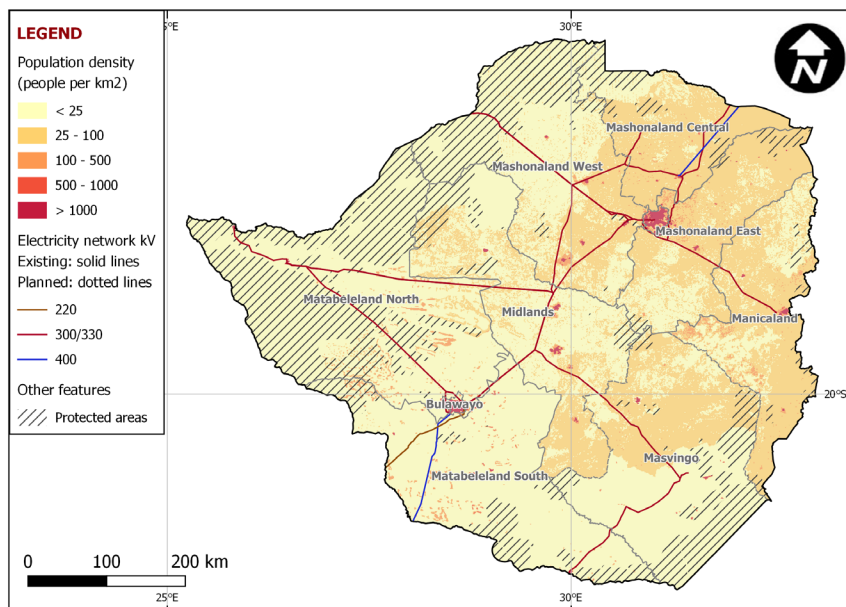 LEGEND
Population density
(people per km2)
< 25
25 - 100
100 - 500
500 - 1000
> 1000
Electricity network kV
Existing: solid lines
Planned: dotted lines
220
300/330
400
Other features
Protected areas
0 100 200 km
5°E
30°E
N
Mashonaland Central
Mashonaland West
Mashonaland East
Matabeleland North
Midlands
Manicaland
20°S
Bulawayo
Masvingo
Matabeleland South
25°E
30°E